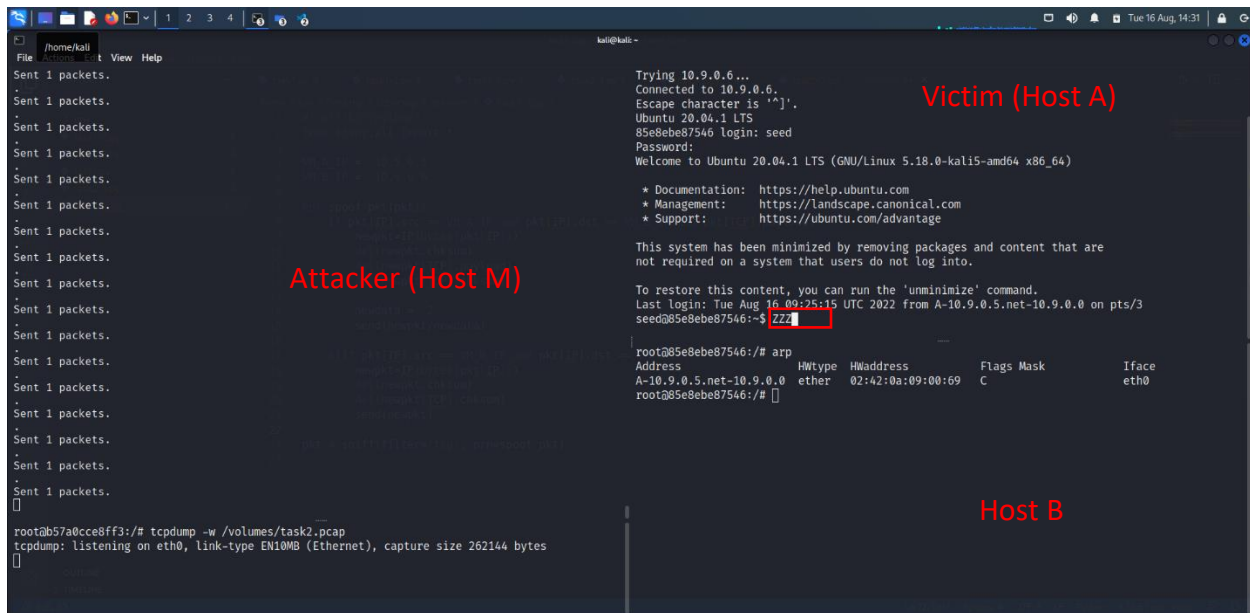 1 2 3 4
Tue 16 Aug, 14:31
/home/kali
kali@kali: ~
File Actions Edit View Help
Sent 1 packets.
.
Sent 1 packets.
.
Sent 1 packets.
.
Sent 1 packets.
.
Sent 1 packets.
.
Sent 1 packets.
.
Sent 1 packets.
.
Sent 1 packets.
.
Sent 1 packets.
.
Sent 1 packets.
.
Sent 1 packets.
.
Sent 1 packets.
.
Sent 1 packets.
.
Sent 1 packets.
.
Sent 1 packets.
.
Sent 1 packets.
.
Sent 1 packets.
Attacker (Host M)
root@b57a0cce8ff3:/# tcpdump -w /volumes/task2.pcap
tcpdump: listening on eth0, link-type EN10MB (Ethernet), capture size 262144 bytes
Trying 10.9.0.6...
Connected to 10.9.0.6.
Escape character is '^]'.
Ubuntu 20.04.1 LTS
85e8ebe87546 login: seed
Password:
Welcome to Ubuntu 20.04.1 LTS (GNU/Linux 5.18.0-kali5-amd64 x86_64)
* Documentation: https://help.ubuntu.com
* Management: https://landscape.canonical.com
* Support: https://ubuntu.com/advantage
This system has been minimized by removing packages and content that are
not required on a system that users do not log into.
To restore this content, you can run the 'unminimize' command.
Last login: Tue Aug 16 09:25:15 UTC 2022 from A-10.9.0.5.net-10.9.0.0 on pts/3
seed@85e8ebe87546:~$ ZZZ
Victim (Host A)
root@85e8ebe87546:/# arp
Address HWtype HWaddress Flags Mask Iface
A-10.9.0.5.net-10.9.0.0 ether 02:42:0a:09:00:69 C eth0
root@85e8ebe87546:/#
Host B